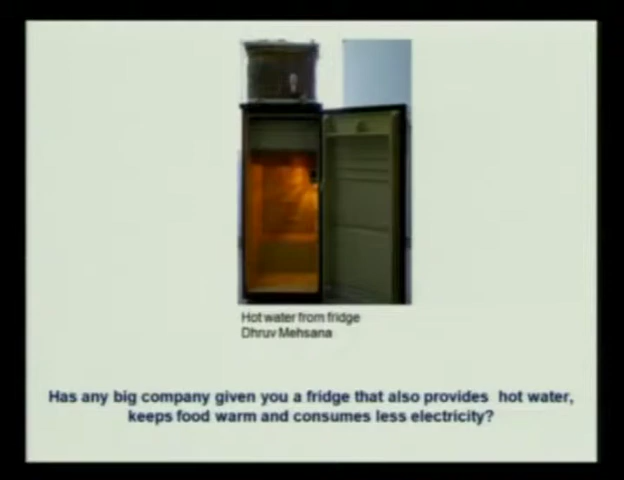 Hot water from fridge
Dhruv Mehsana
Has any big company given you a fridge that also provides hot water,
keeps food warm and consumes less electricity?